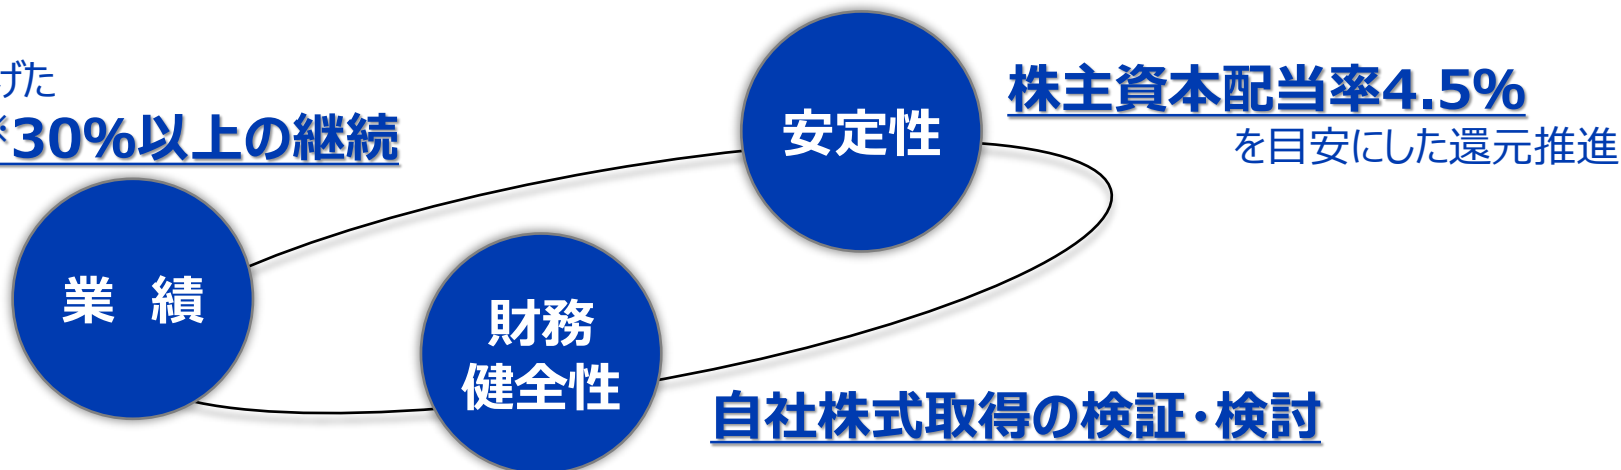 げた
※30%以上の継続
安定性
株主資本配当率4.5%
を目安にした還元推進
業 績
財務
健全性
自社株式取得の検証・検討